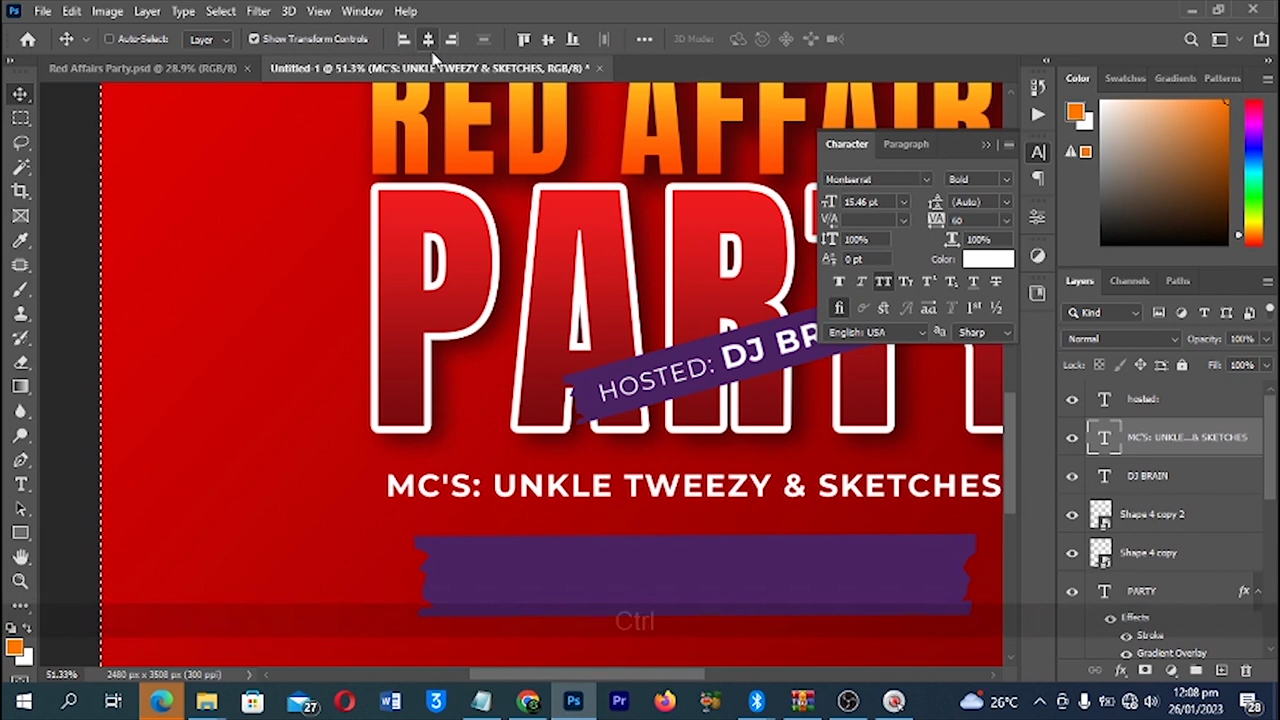 Ps File Edit Image Layer Type Select Filter 3D View Window Help
Auto-Select: Layer Show Transform Controls 3D Mode:
Red Affairs Party.psd @ 28.9% (RGB/8) × Untitled-1 @ 51.3% (MC'S: UNKLE TWEEZY & SKETCHES, RGB/8) * ×
Color Swatches Gradients Patterns
RED AFFAIR
PART
HOSTED: DJ BR
MC'S: UNKLE TWEEZY & SKETCHES
Ctrl
Character Paragraph
Montserrat Bold
15.46 pt (Auto)
60
100% 100%
0 pt Color:
English: USA aa Sharp
Layers Channels Paths
Kind
Normal Opacity: 100%
Lock: Fill: 100%
hosted:
MC'S: UNKLE...& SKETCHES
DJ BRAIN
Shape 4 copy 2
Shape 4 copy
PARTY fx
Effects
Stroke
Gradient Overlay
51.33% 2480 px x 3508 px (300 ppi)
27 Ps Pr 26°C 12:08 pm
26/01/2023 28